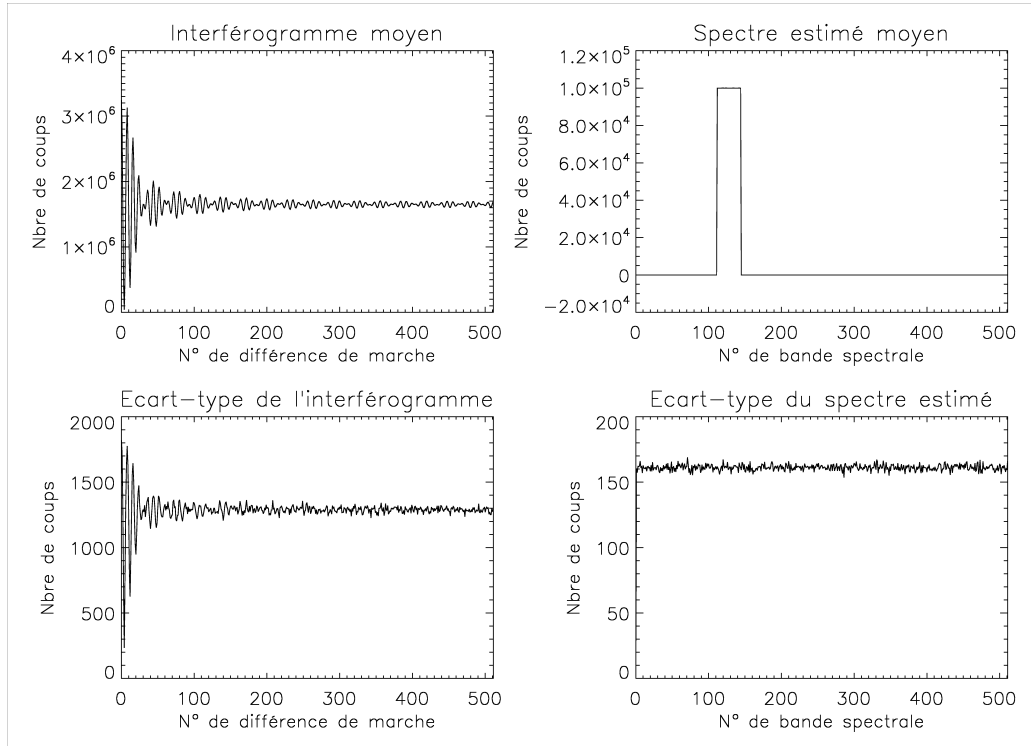 Interférogramme moyen
4×10⁶
3×10⁶
2×10⁶
1×10⁶
0
Nbre de coups
0 100 200 300 400 500
N° de différence de marche
Spectre estimé moyen
1.2×10⁵
1.0×10⁵
8.0×10⁴
6.0×10⁴
4.0×10⁴
2.0×10⁴
0
−2.0×10⁴
Nbre de coups
0 100 200 300 400 500
N° de bande spectrale
Ecart−type de l'interférogramme
2000
1500
1000
500
0
Nbre de coups
0 100 200 300 400 500
N° de différence de marche
Ecart−type du spectre estimé
200
150
100
50
0
Nbre de coups
0 100 200 300 400 500
N° de bande spectrale